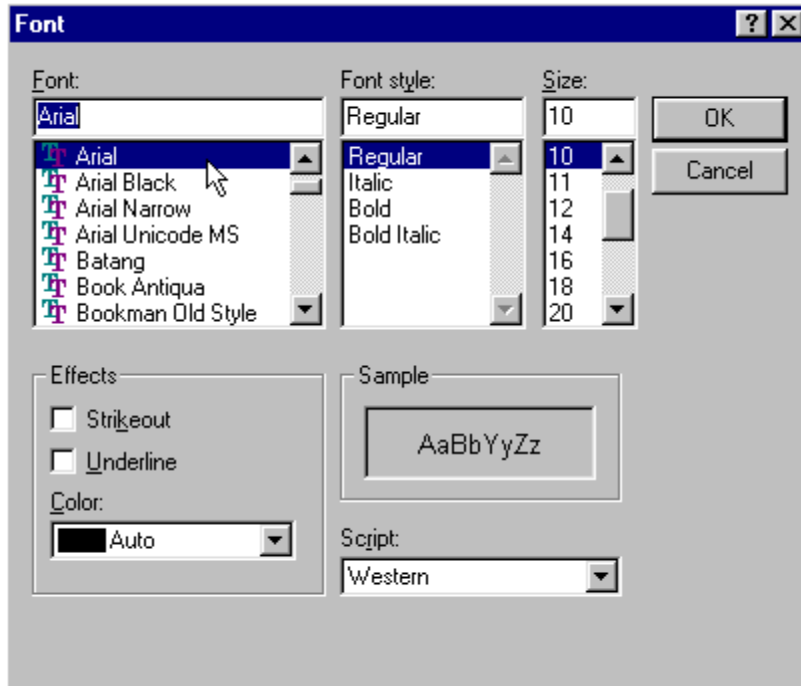 Font
Font: Font style: Size:
Arial Regular 10 OK
Arial Regular 10
Arial Black Italic 11 Cancel
Arial Narrow Bold 12
Arial Unicode MS Bold Italic 14
Batang 16
Book Antiqua 18
Bookman Old Style 20
Effects Sample
Strikeout
Underline AaBbYyZz
Color:
Auto Script:
Western